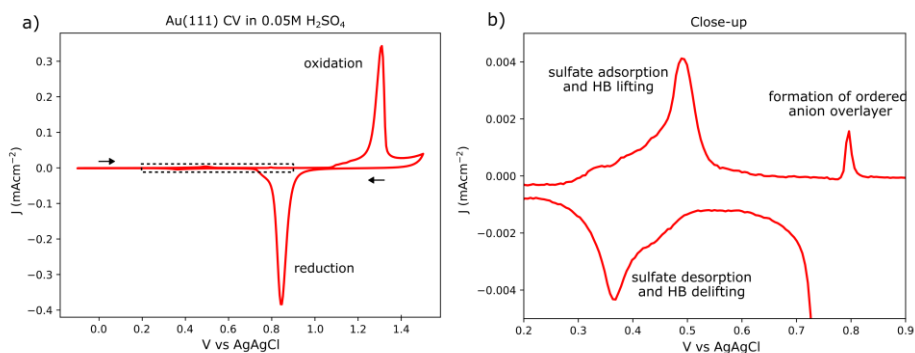 a)
Au(111) CV in 0.05M H₂SO₄
0.3
0.2
0.1
0.0
−0.1
−0.2
−0.3
−0.4
J (mAcm⁻²)
oxidation
reduction
0.0 0.2 0.4 0.6 0.8 1.0 1.2 1.4
V vs AgAgCl
b)
Close-up
0.004
0.002
0.000
−0.002
−0.004
J (mAcm⁻²)
sulfate adsorption
and HB lifting
formation of ordered
anion overlayer
sulfate desorption
and HB delifting
0.2 0.3 0.4 0.5 0.6 0.7 0.8 0.9
V vs AgAgCl